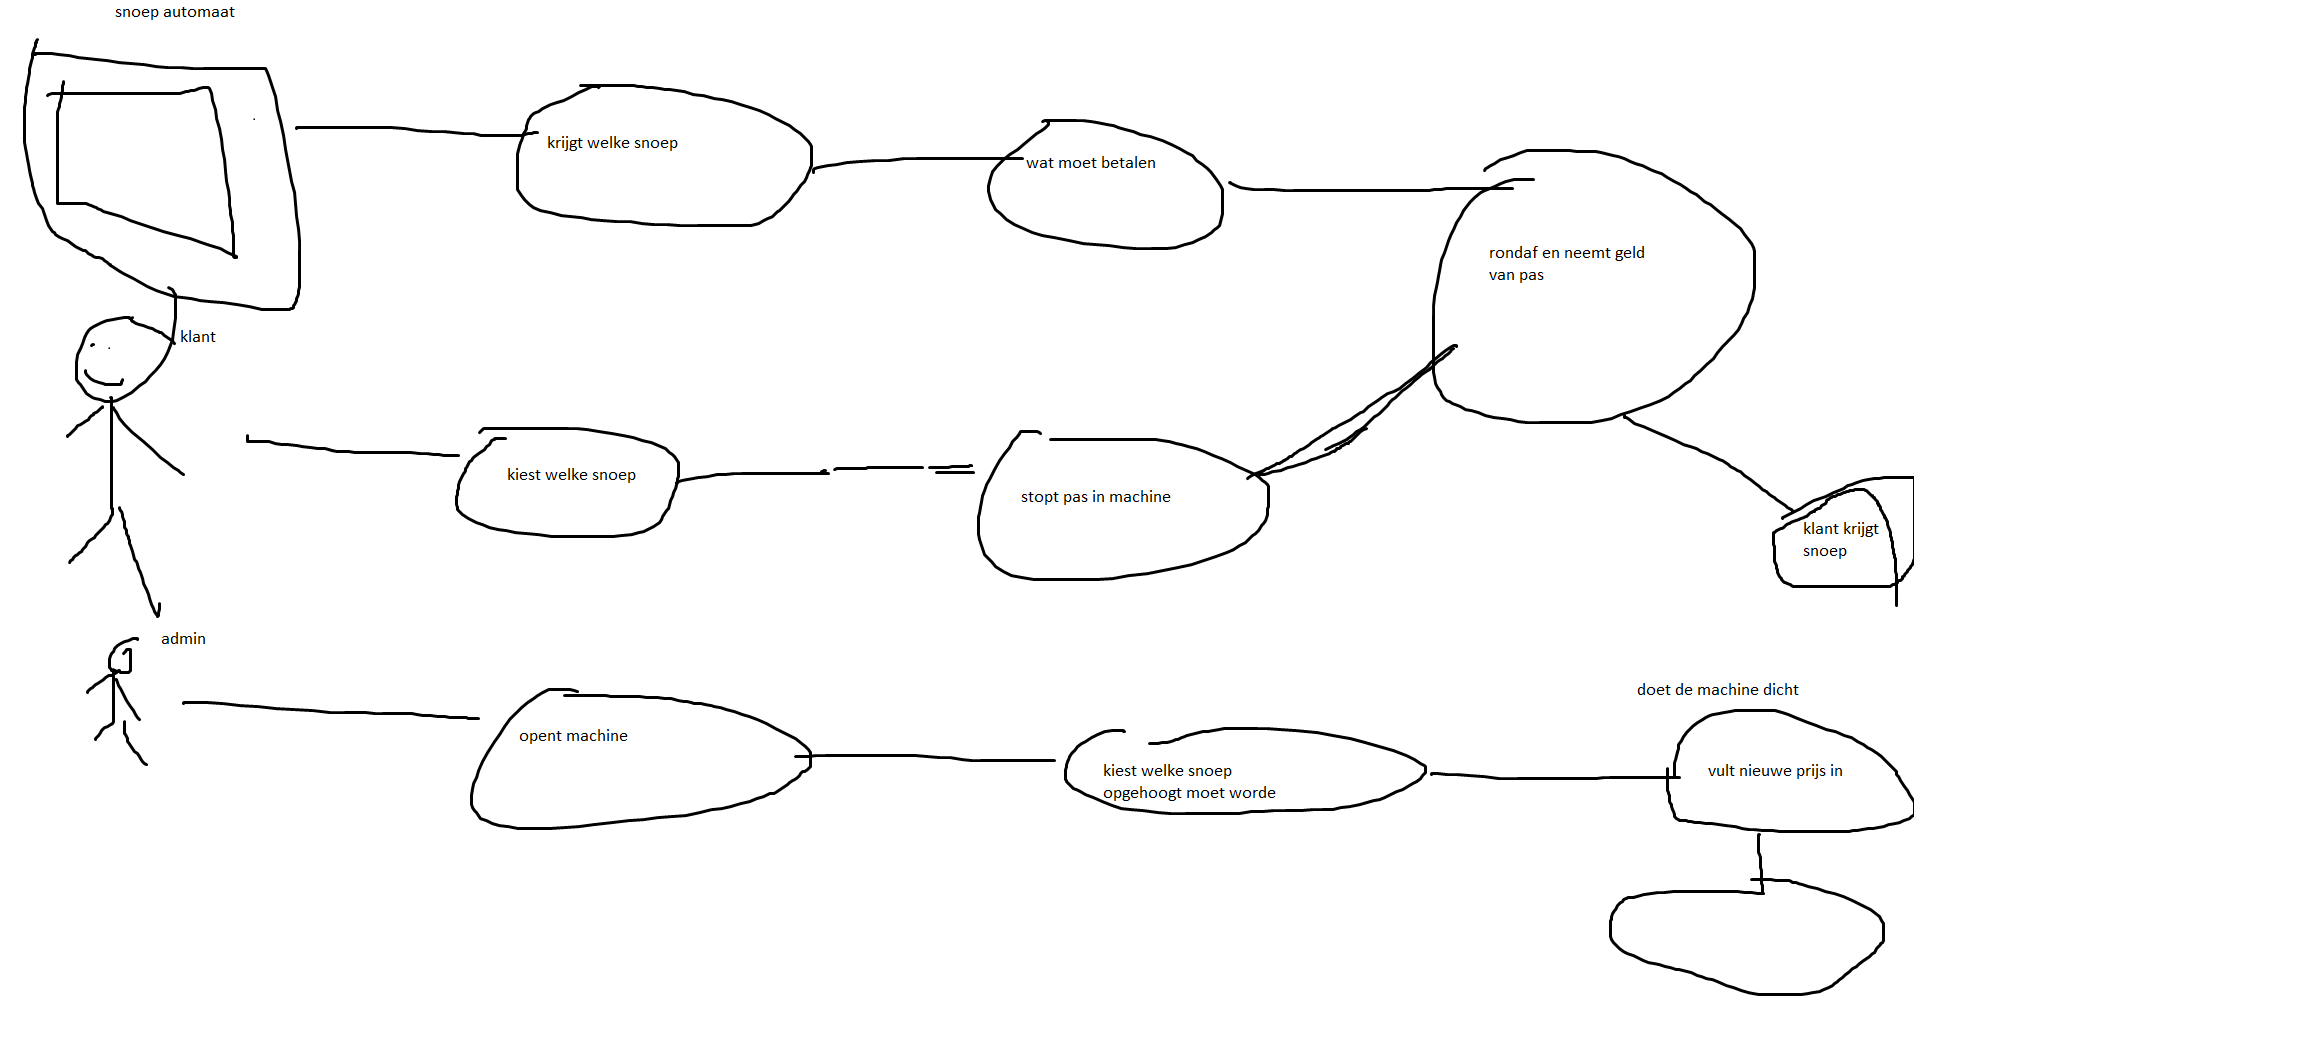 snoep automaat
krijgt welke snoep
wat moet betalen
rondaf en neemt geld
van pas
klant
kiest welke snoep
stopt pas in machine
klant krijgt
snoep
admin
opent machine
kiest welke snoep
opgehoogt moet worde
doet de machine dicht
vult nieuwe prijs in